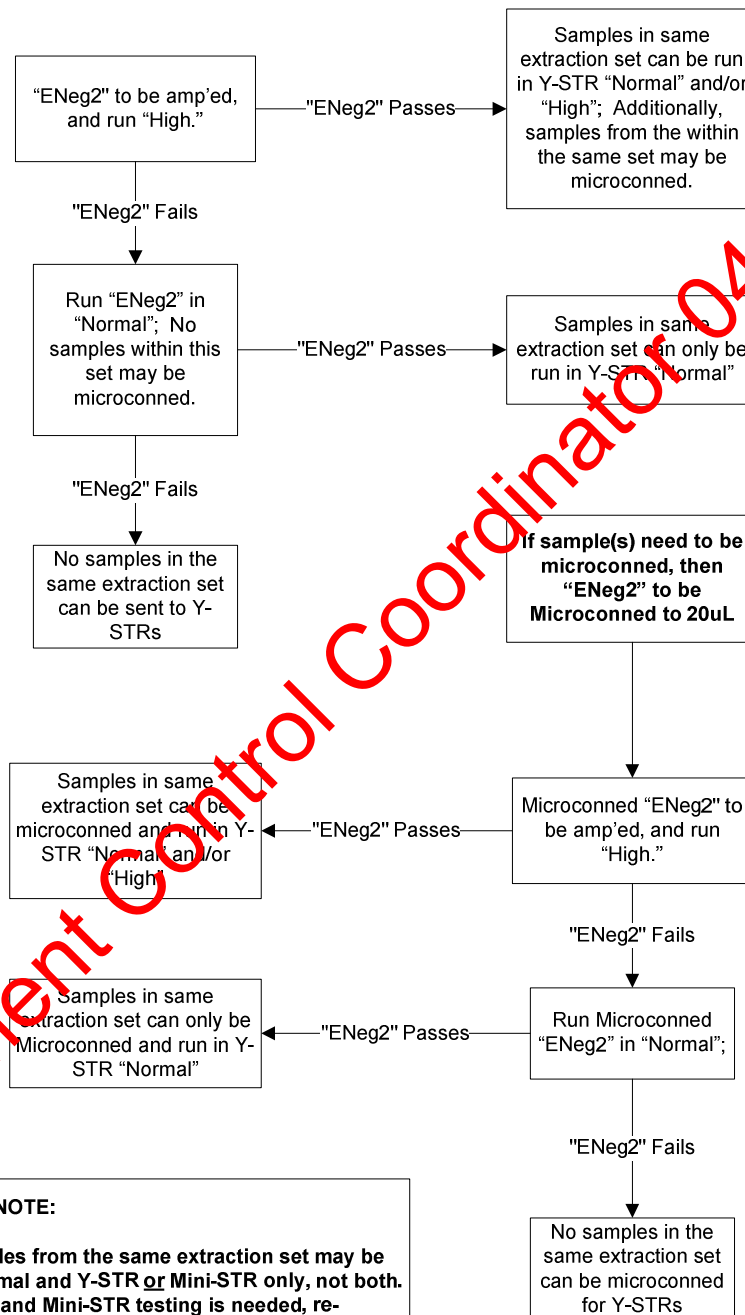 "ENeg2" to be amp'ed,
and run "High."
"ENeg2" Passes
Samples in same
extraction set can be run
in Y-STR "Normal" and/or
"High"; Additionally,
samples from the within
the same set may be
microconned.
"ENeg2" Fails
Run "ENeg2" in
"Normal"; No
samples within this
set may be
microconned.
"ENeg2" Passes
Samples in same
extraction set can only be
run in Y-STR "Normal"
"ENeg2" Fails
No samples in the
same extraction set
can be sent to Y-
STRs
If sample(s) need to be
microconned, then
"ENeg2" to be
Microconned to 20uL
Microconned "ENeg2" to
be amp'ed, and run
"High."
"ENeg2" Passes
Samples in same
extraction set can be
microconned and run in Y-
STR "Normal" and/or
"High"
"ENeg2" Fails
Run Microconned
"ENeg2" in "Normal";
"ENeg2" Passes
Samples in same
extraction set can only be
Microconned and run in Y-
STR "Normal"
"ENeg2" Fails
No samples in the
same extraction set
can be microconned
for Y-STRs
NOTE:
les from the same extraction set may be
mal and Y-STR or Mini-STR only, not both.
and Mini-STR testing is needed, re-
ent Control Coordinator 04